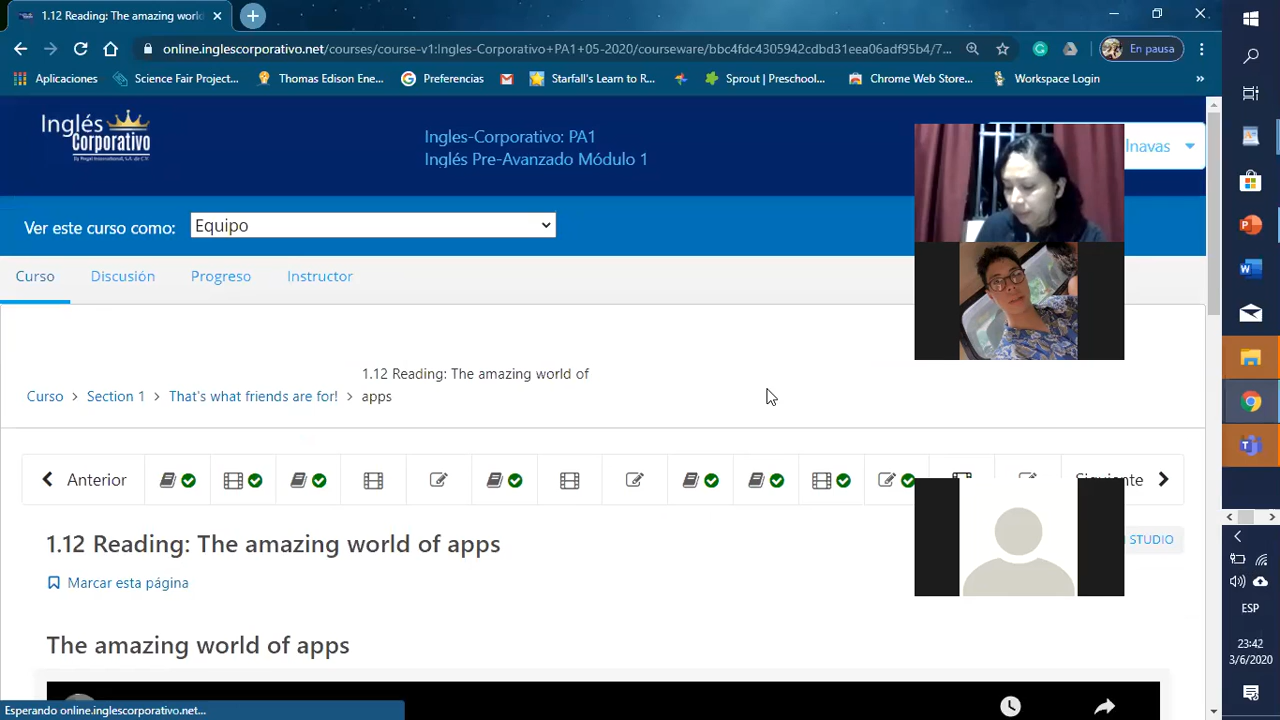 1.12 Reading: The amazing worl
online.inglescorporativo.net/courses/course-v1:Ingles-Corporativo+PA1+05-2020/courseware/bbc4fdc4305942cdbd31eea06adf95b4/7...
En pausa
Aplicaciones
Science Fair Project...
Thomas Edison Ene...
Preferencias
Starfall's Learn to R...
Sprout | Preschool...
Chrome Web Store...
Workspace Login
»
Inglés
Corporativo
Ingles-Corporativo: PA1
Inglés Pre-Avanzado Módulo 1
lnavas
Ver este curso como:
Equipo
Curso
Discusión
Progreso
Instructor
Curso > Section 1 > That's what friends are for! > 1.12 Reading: The amazing world of
apps
Anterior
Siguiente
1.12 Reading: The amazing world of apps
STUDIO
Marcar esta página
The amazing world of apps
Esperando online.inglescorporativo.net...
ESP
23:42
3/6/2020